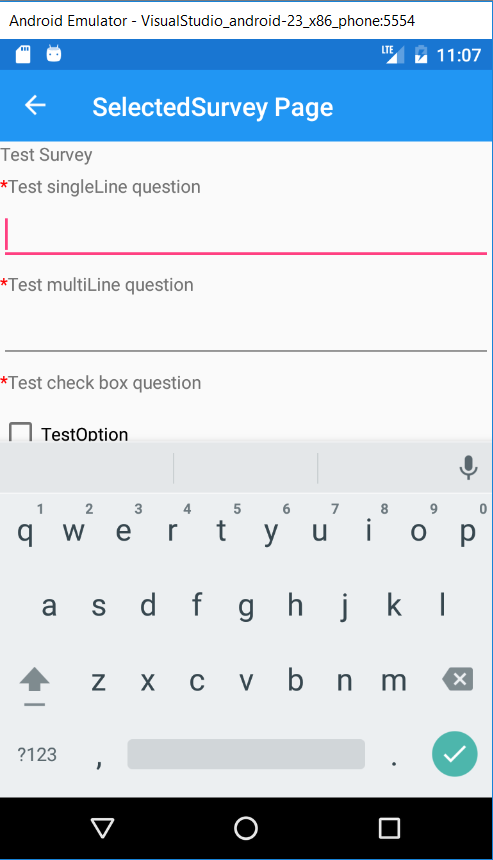 Android Emulator - VisualStudio_android-23_x86_phone:5554
LTE 11:07
SelectedSurvey Page
Test Survey
*Test singleLine question
*Test multiLine question
*Test check box question
TestOption
1 2 3 4 5 6 7 8 9 0
q w e r t y u i o p
a s d f g h j k l
z x c v b n m
?123 , .